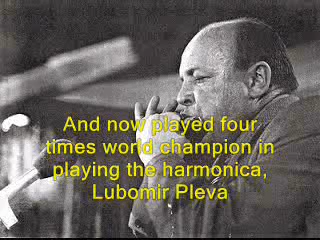 And now played four
times world champion in
playing the harmonica,
Lubomir Pleva